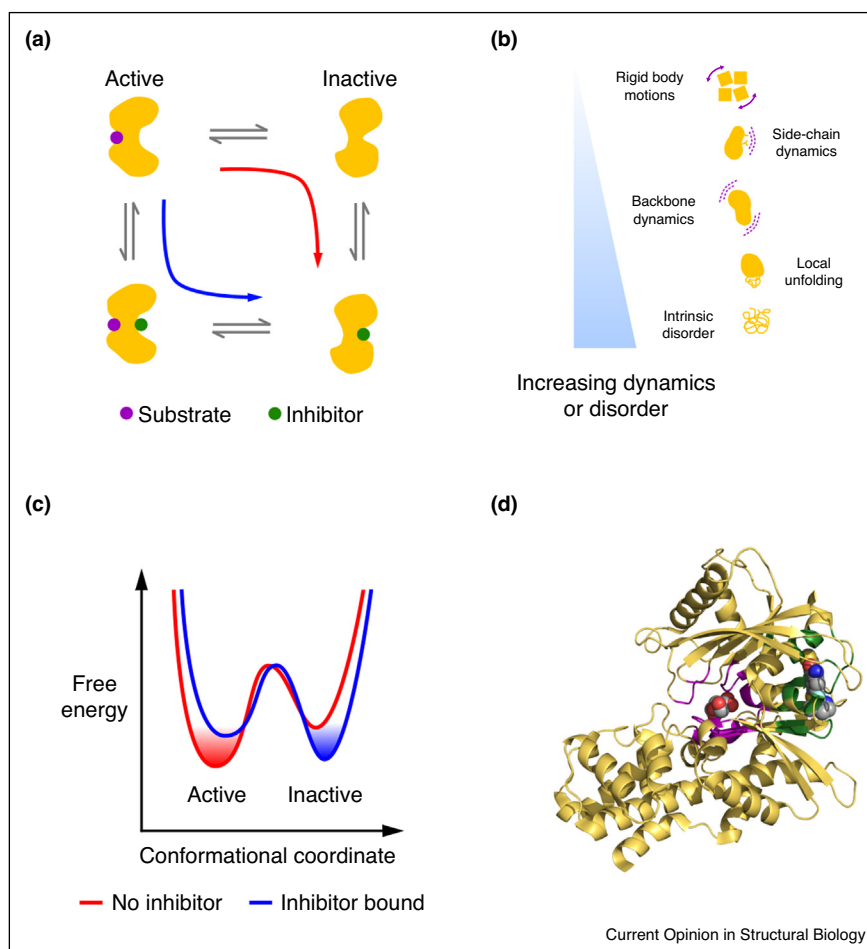 (a)
Active
Inactive
Substrate
Inhibitor
(b)
Rigid body
motions
Side-chain
dynamics
Backbone
dynamics
Local
unfolding
Intrinsic
disorder
Increasing dynamics
or disorder
(c)
Free
energy
Active
Inactive
Conformational coordinate
No inhibitor
Inhibitor bound
(d)
Current Opinion in Structural Biology